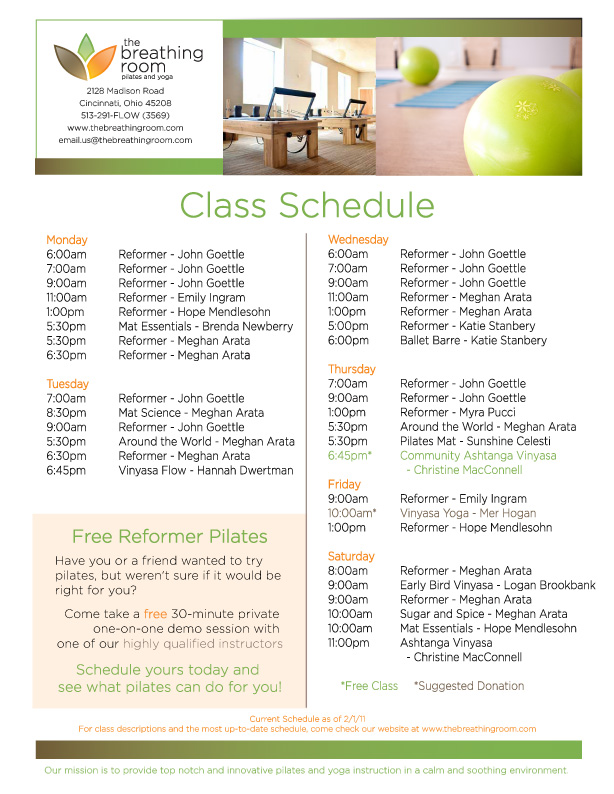 the
breathing
room
pilates and yoga
2128 Madison Road
Cincinnati, Ohio 45208
513-291-FLOW (3569)
www.thebreathingroom.com
email.us@thebreathingroom.com
Class Schedule
Monday
6:00am Reformer - John Goettle
7:00am Reformer - John Goettle
9:00am Reformer - John Goettle
11:00am Reformer - Emily Ingram
1:00pm Reformer - Hope Mendlesohn
5:30pm Mat Essentials - Brenda Newberry
5:30pm Reformer - Meghan Arata
6:30pm Reformer - Meghan Arata
Tuesday
7:00am Reformer - John Goettle
8:30pm Mat Science - Meghan Arata
9:00am Reformer - John Goettle
5:30pm Around the World - Meghan Arata
6:30pm Reformer - Meghan Arata
6:45pm Vinyasa Flow - Hannah Dwertman
Free Reformer Pilates
Have you or a friend wanted to try
pilates, but weren't sure if it would be
right for you?
Come take a free 30-minute private
one-on-one demo session with
one of our highly qualified instructors
Schedule yours today and
see what pilates can do for you!
Wednesday
6:00am Reformer - John Goettle
7:00am Reformer - John Goettle
9:00am Reformer - John Goettle
11:00am Reformer - Meghan Arata
1:00pm Reformer - Meghan Arata
5:00pm Reformer - Katie Stanbery
6:00pm Ballet Barre - Katie Stanbery
Thursday
7:00am Reformer - John Goettle
9:00am Reformer - John Goettle
1:00pm Reformer - Myra Pucci
5:30pm Around the World - Meghan Arata
5:30pm Pilates Mat - Sunshine Celesti
6:45pm* Community Ashtanga Vinyasa
- Christine MacConnell
Friday
9:00am Reformer - Emily Ingram
10:00am* Vinyasa Yoga - Mer Hogan
1:00pm Reformer - Hope Mendlesohn
Saturday
8:00am Reformer - Meghan Arata
9:00am Early Bird Vinyasa - Logan Brookbank
9:00am Reformer - Meghan Arata
10:00am Sugar and Spice - Meghan Arata
10:00am Mat Essentials - Hope Mendlesohn
11:00pm Ashtanga Vinyasa
- Christine MacConnell
*Free Class *Suggested Donation
Current Schedule as of 2/1/11
For class descriptions and the most up-to-date schedule, come check our website at www.thebreathingroom.com
Our mission is to provide top notch and innovative pilates and yoga instruction in a calm and soothing environment.